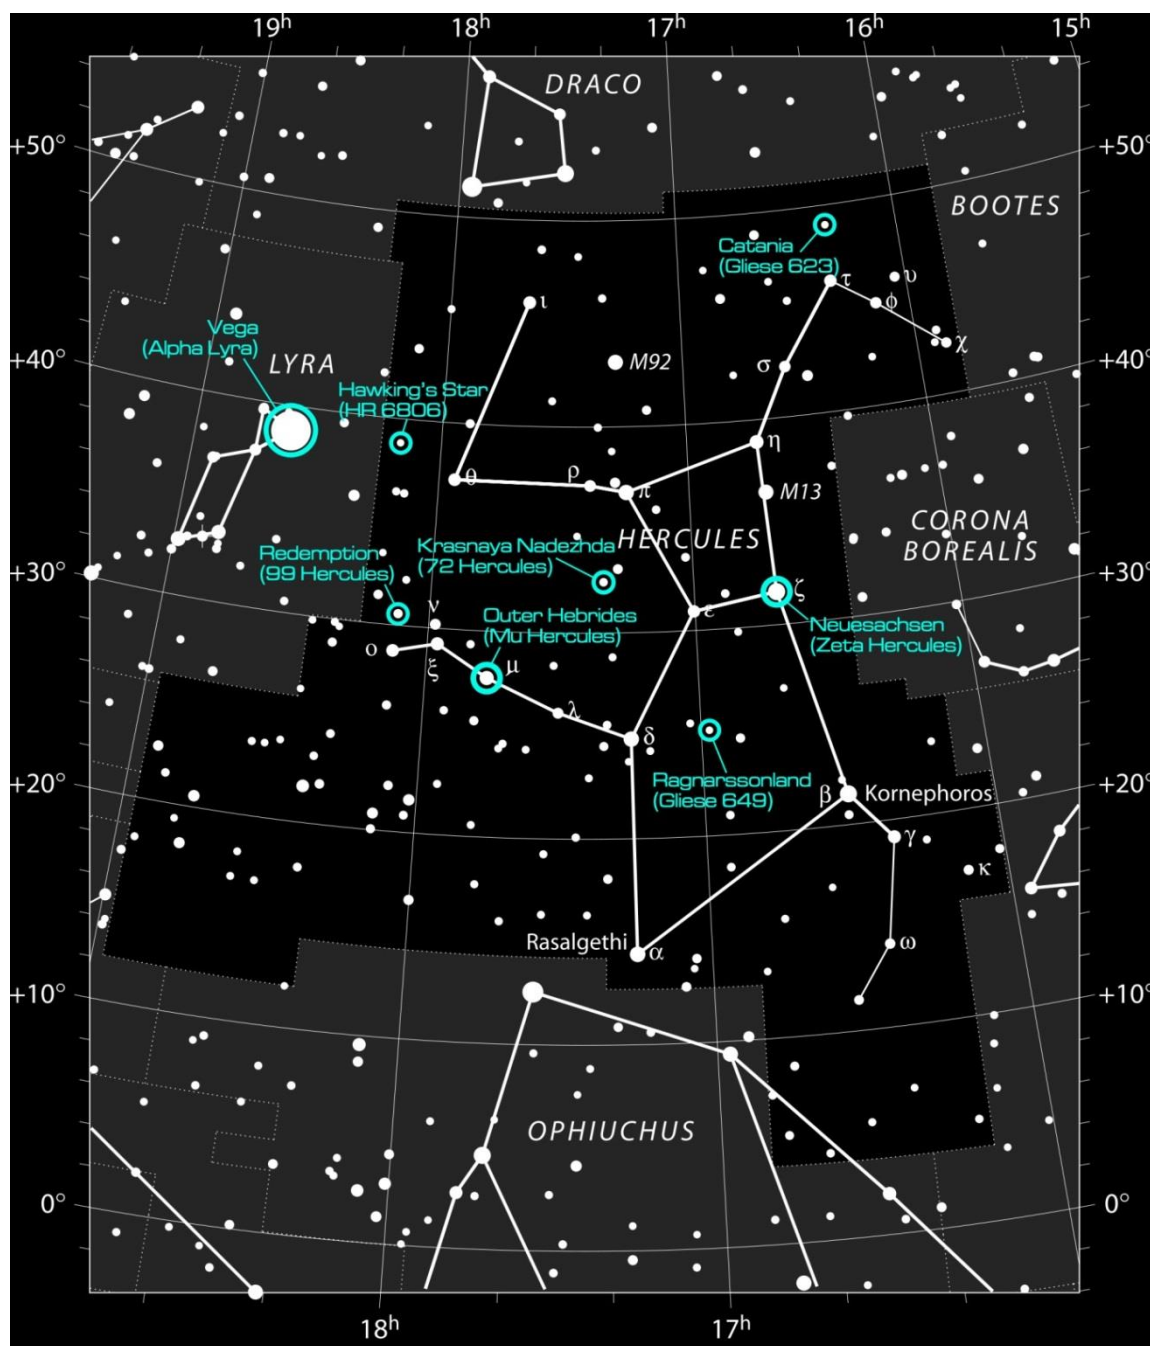 19h
18h
17h
16h
15h
DRACO
+50°
+50°
BOOTES
Catania
(Gliese 623)
τ
υ
φ
ι
Vega
(Alpha Lyra)
χ
M92
σ
+40°
LYRA
+40°
Hawking's Star
(HR 6806)
η
θ
ρ
π
M13
CORONA
BOREALIS
HERCULES
Redemption
(99 Hercules)
Krasnaya Nadezhda
(72 Hercules)
+30°
+30°
ζ
ε
ν
Outer Hebrides
(Mu Hercules)
Neuesachsen
(Zeta Hercules)
ο
ξ
μ
λ
δ
Ragnarssonland
(Gliese 649)
+20°
+20°
β
Kornephoros
γ
κ
Rasalgethi
α
ω
+10°
+10°
OPHIUCHUS
0°
0°
18h
17h